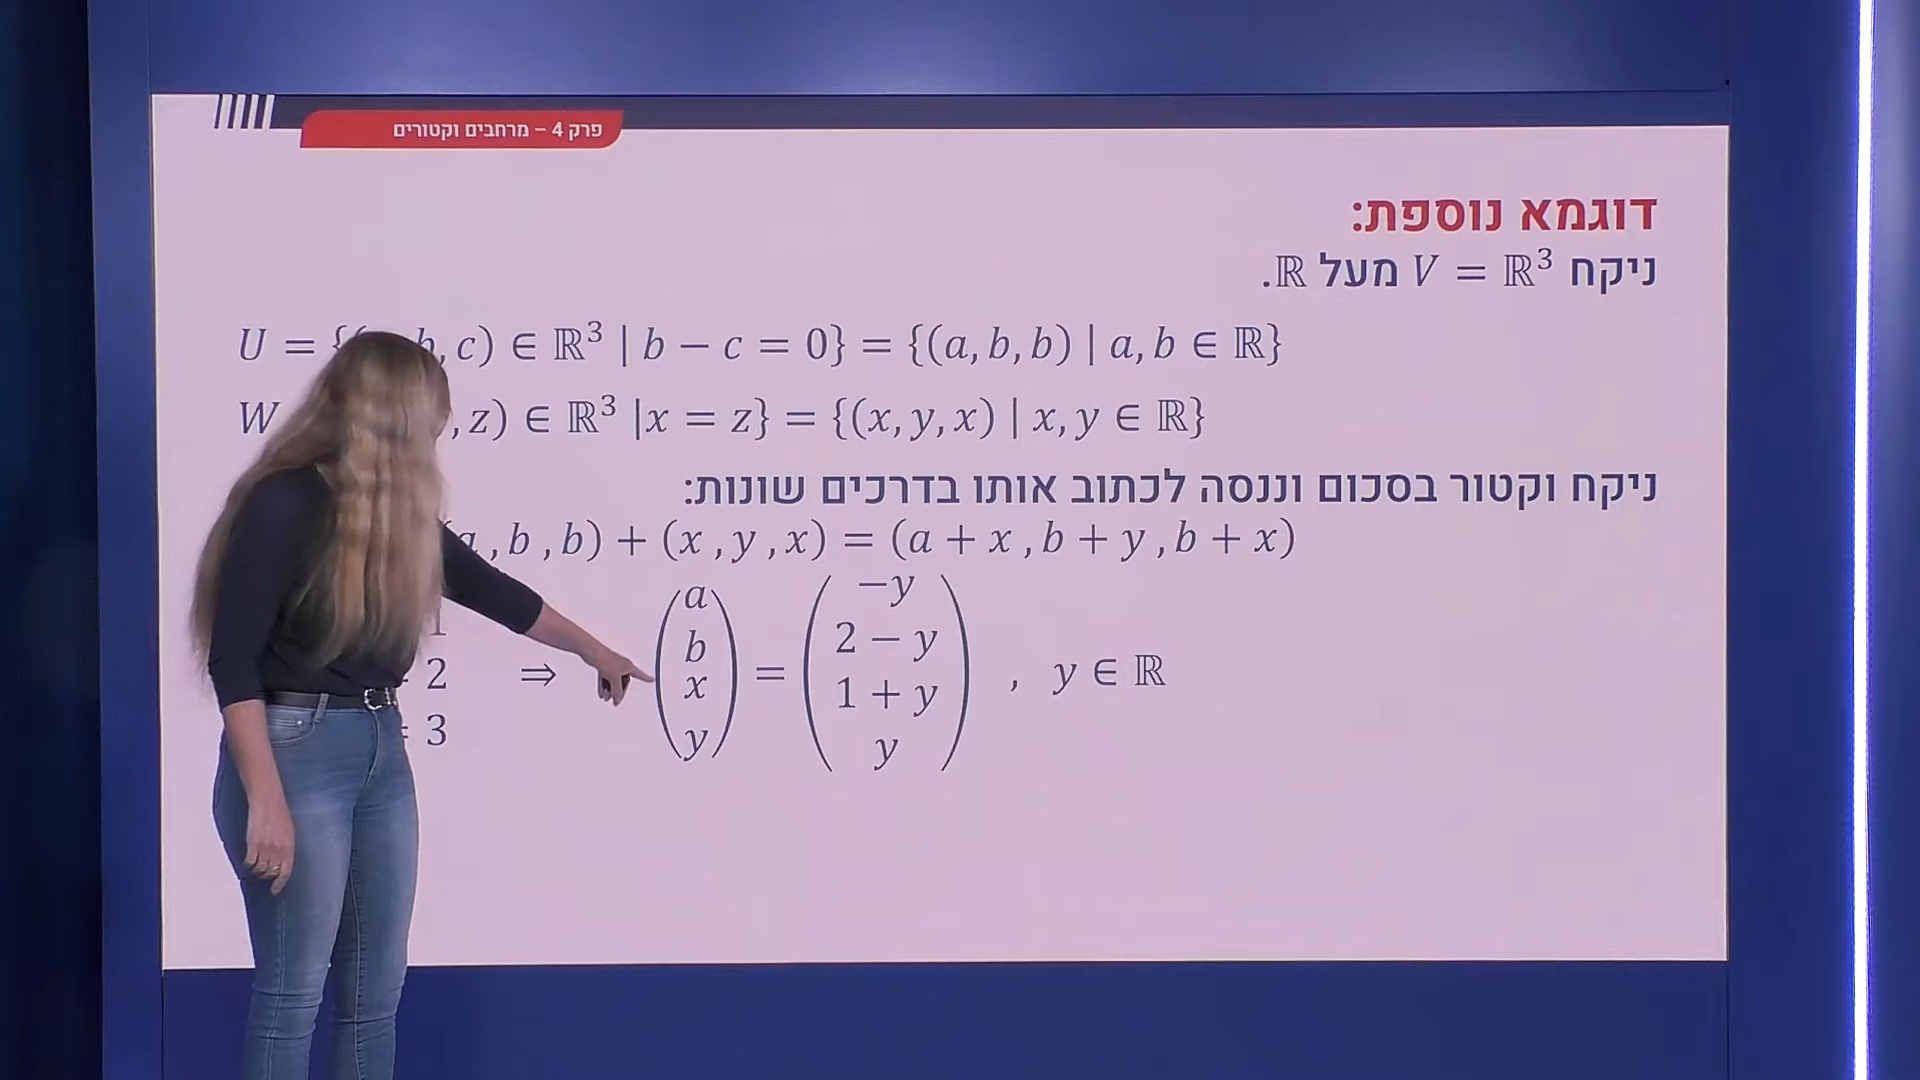 פרק 4 – מרחבים וקטורים
דוגמא נוספת:
ניקח V = ℝ³ מעל ℝ.
U = { b, c) ∈ ℝ³ | b − c = 0} = {(a, b, b) | a, b ∈ ℝ}
W , z) ∈ ℝ³ |x = z} = {(x, y, x) | x, y ∈ ℝ}
ניקח וקטור בסכום וננסה לכתוב אותו בדרכים שונות:
a , b , b) + (x , y , x) = (a + x , b + y , b + x)
1
2
= 3
⇒
(a b x y) = (−y 2 − y 1 + y y) , y ∈ ℝ